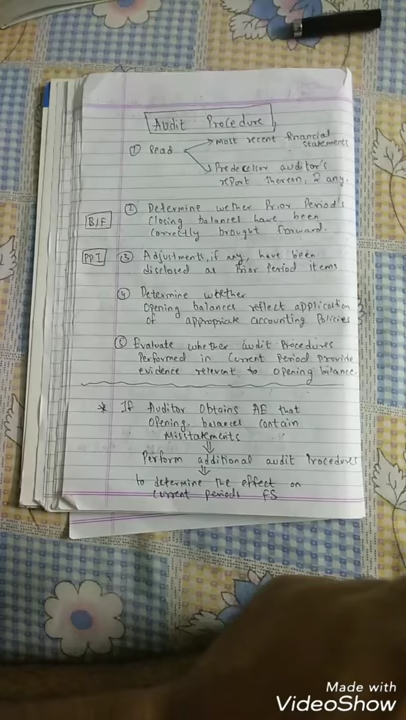 Audit Procedure
① Read
Most recent financial
statements
Predecessor auditor's
report thereon, if any.
B/F
② Determine wether Prior Period's
closing balances have been
correctly brought forward.
PPI
③ Adjustments, if any, have been
disclosed as Prior Period items
④ Determine whether
Opening balances reflect application
of appropriate accounting Policies
⑤ Evaluate whether audit Procedures
Performed in Current Period Provide
evidence relevant to opening balance
* If Auditor Obtains AE that
Opening balances contain
Misstatements
Perform additional audit Procedures
to determine the effect on
Current periods FS
Made with
VideoShow